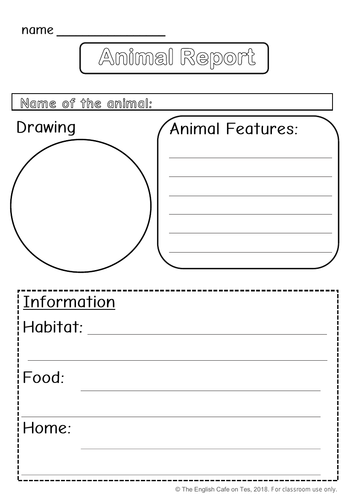 name
Animal Report
Name of the animal:
Drawing
Animal Features:
Information
Habitat:
Food:
Home:
© The English Cafe on Tes, 2018. For classroom use only.